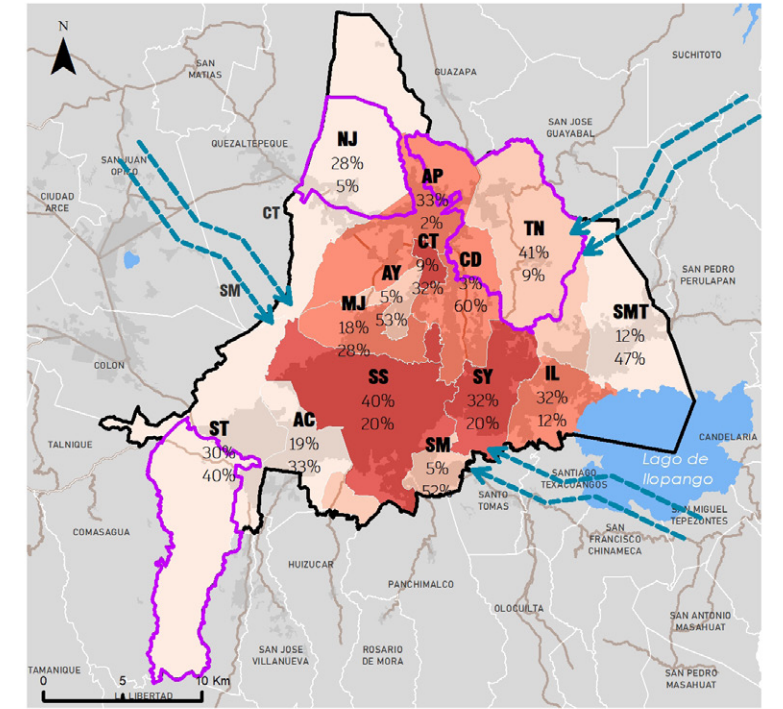 N
SUCHITOTO
SAN
MATIAS
GUAZAPA
SAN JOSE
GUAYABAL
NJ
28%
5%
QUEZALTEPEQUE
SAN JUAN
OPICO
AP
33%
2%
CIUDAD
ARCE
CT
TN
41%
9%
CT
9%
32%
CD
3%
60%
AY
5%
53%
SAN PEDRO
PERULAPAN
SM
MJ
18%
28%
SMT
12%
47%
COLON
SS
40%
20%
SY
32%
20%
IL
32%
12%
AC
19%
33%
ST
30%
40%
SM
5%
52%
TALNIQUE
CANDELARIA
Lago de
Ilopango
SANTIAGO
TEXACUANGOS
SANTO
TOMAS
SAN MIGUEL
TEPEZONTES
SAN
FRANCISCO
CHINAMECA
COMASAGUA
HUIZUCAR
PANCHIMALCO
OLOCUILTA
SAN ANTONIO
MASAHUAT
SAN JOSE
VILLANUEVA
ROSARIO
DE MORA
SAN PEDRO
MASAHUAT
TAMANIQUE
0 5 10 Km
LA LIBERTAD